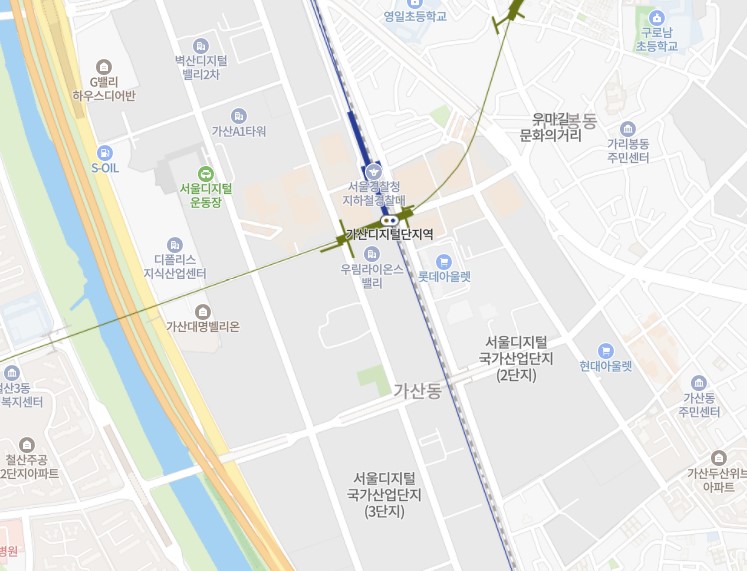 영일초등학교
구로남
초등학교
벽산디지털
밸리2차
G밸리
하우스디어반
가산A1타워
우마길
문화의거리
봉동
가리봉동
주민센터
S-OIL
서울디지털
운동장
서울경찰청
지하철경찰대
가산디지털단지역
디폴리스
지식산업센터
우림라이온스
밸리
롯데아울렛
가산대명벨리온
서울디지털
국가산업단지
(2단지)
현대아울렛
철산3동
복지센터
가산동
가산동
주민센터
철산주공
2단지아파트
서울디지털
국가산업단지
(3단지)
가산두산위브
아파트
병원